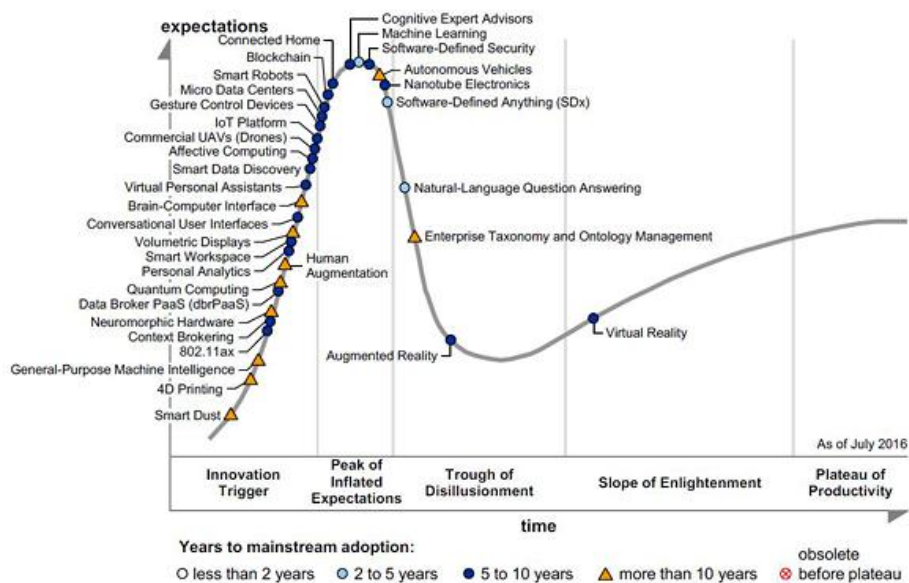 expectations
Cognitive Expert Advisors
Machine Learning
Connected Home
Software-Defined Security
Blockchain
Autonomous Vehicles
Smart Robots
Nanotube Electronics
Micro Data Centers
Software-Defined Anything (SDx)
Gesture Control Devices
IoT Platform
Commercial UAVs (Drones)
Affective Computing
Smart Data Discovery
Virtual Personal Assistants
Natural-Language Question Answering
Brain-Computer Interface
Conversational User Interfaces
Volumetric Displays
Enterprise Taxonomy and Ontology Management
Smart Workspace
Human
Augmentation
Personal Analytics
Quantum Computing
Data Broker PaaS (dbrPaaS)
Neuromorphic Hardware
Context Brokering
Virtual Reality
802.11ax
Augmented Reality
General-Purpose Machine Intelligence
4D Printing
Smart Dust
As of July 2016
Innovation
Trigger
Peak of
Inflated
Expectations
Trough of
Disillusionment
Slope of Enlightenment
Plateau of
Productivity
time
Years to mainstream adoption:
less than 2 years
2 to 5 years
5 to 10 years
more than 10 years
obsolete
before plateau